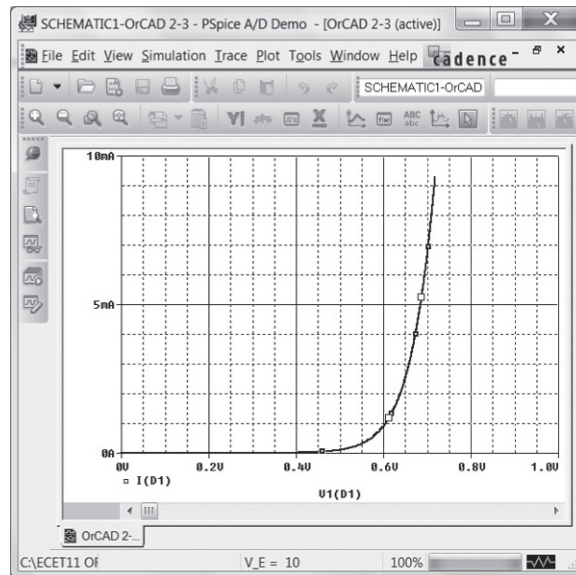 SCHEMATIC1-OrCAD 2-3 - PSpice A/D Demo - [OrCAD 2-3 (active)]
File Edit View Simulation Trace Plot Tools Window Help cadence
SCHEMATIC1-OrCAD
ABC
abc
10mA
5mA
0A
0V 0.2V 0.4V 0.6V 0.8V 1.0V
I(D1)
V1(D1)
OrCAD 2-...
C:\ECET11 OF V_E = 10 100%